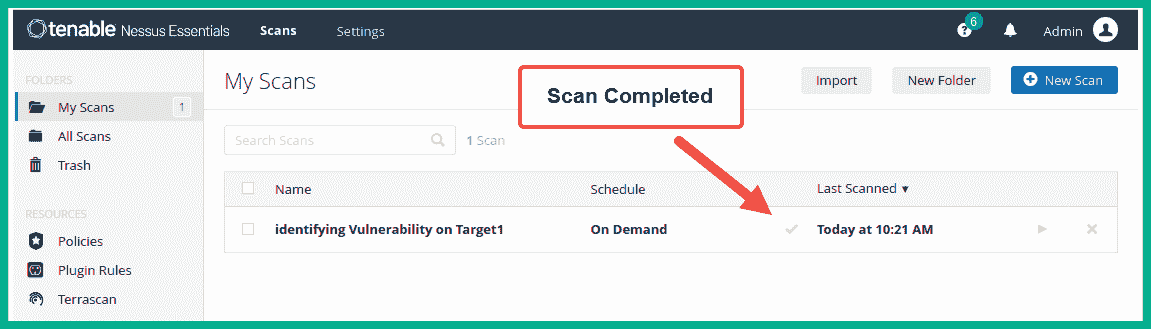 tenable Nessus Essentials Scans Settings 6 Admin
FOLDERS
My Scans 1
All Scans
Trash
RESOURCES
Policies
Plugin Rules
Terrascan
My Scans
Scan Completed
Import New Folder New Scan
Search Scans 1 Scan
Name Schedule Last Scanned
identifying Vulnerability on Target1 On Demand Today at 10:21 AM